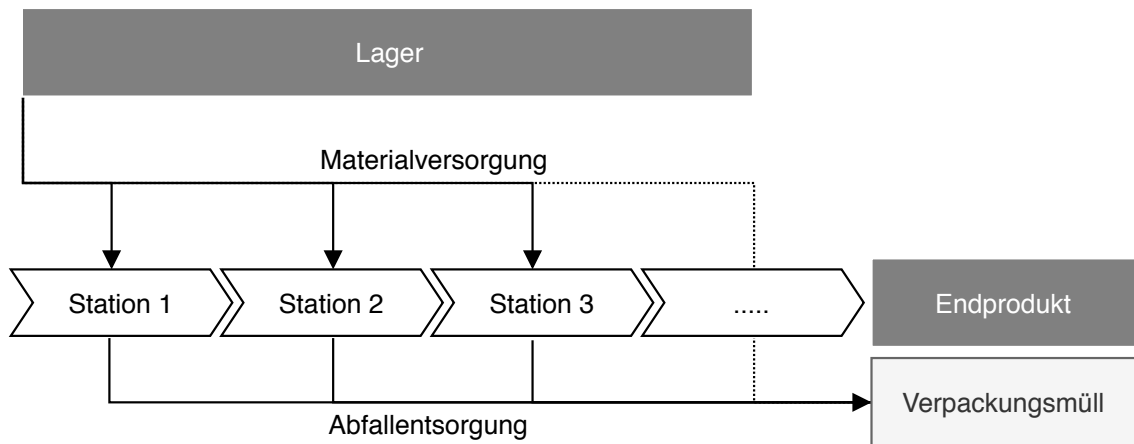 Lager
Materialversorgung
Station 1
Station 2
Station 3
.....
Endprodukt
Verpackungsmüll
Abfallentsorgung